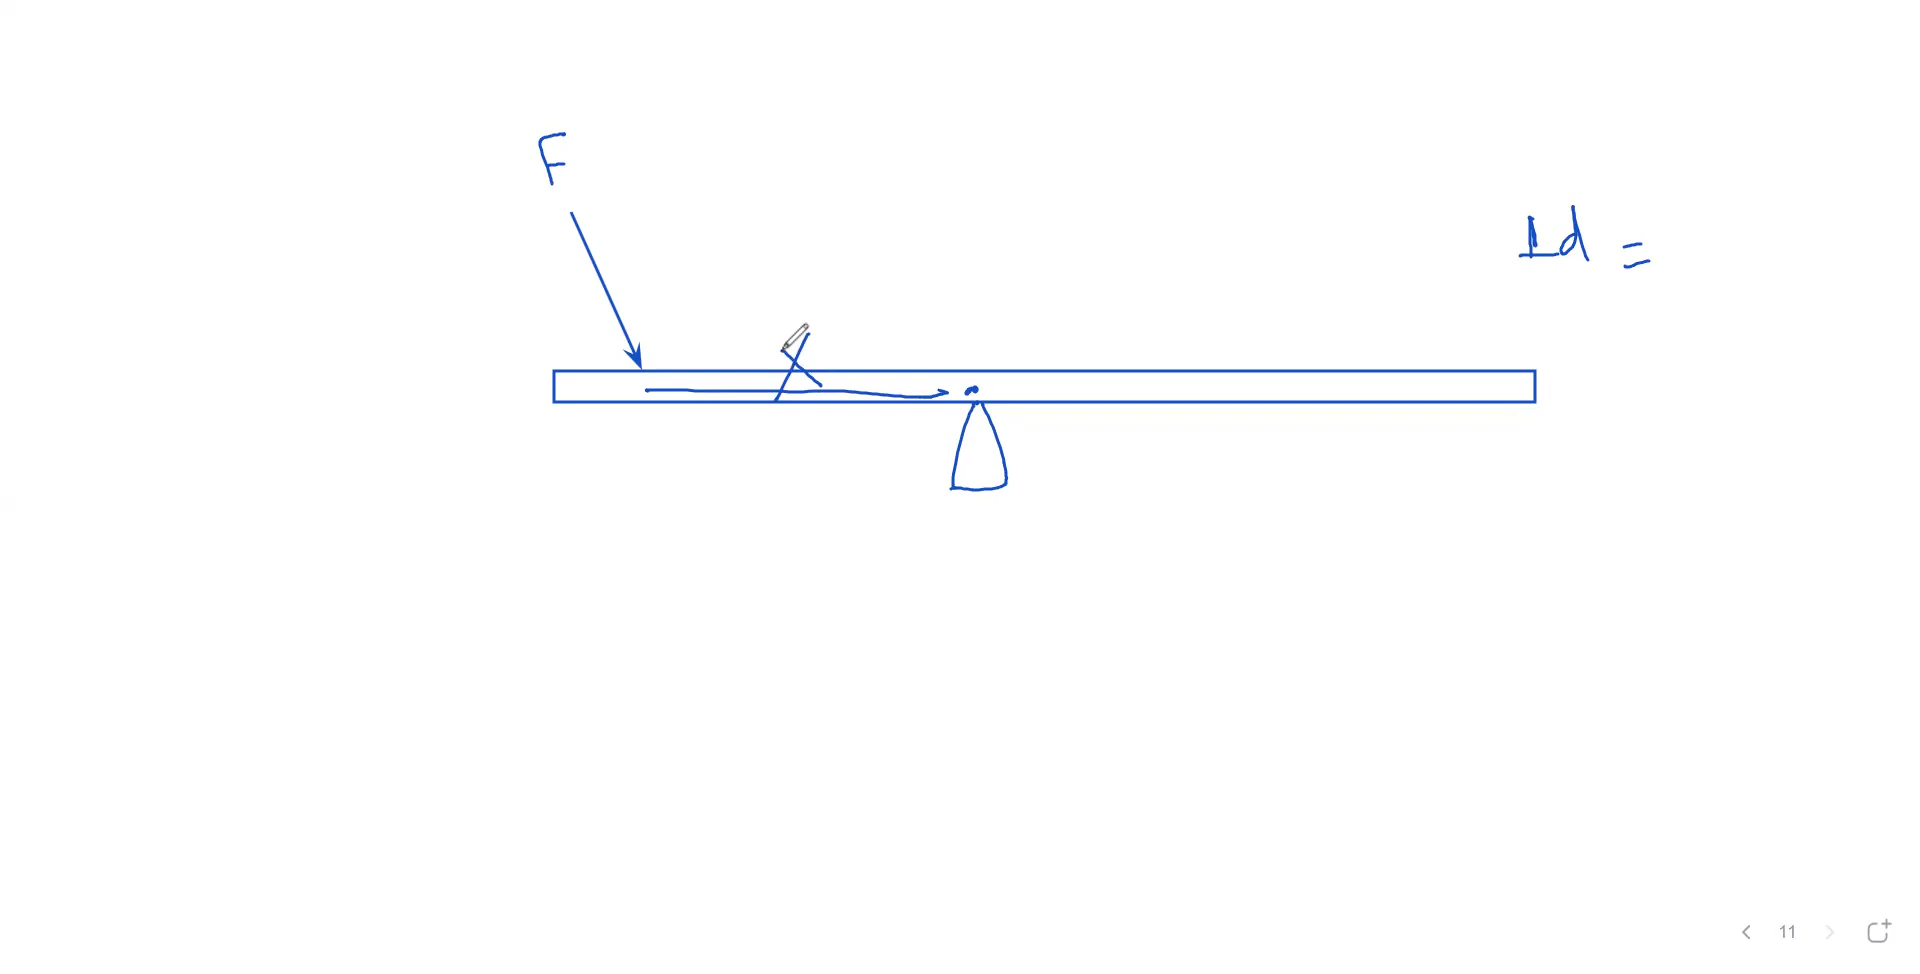 F
⊥d =
11